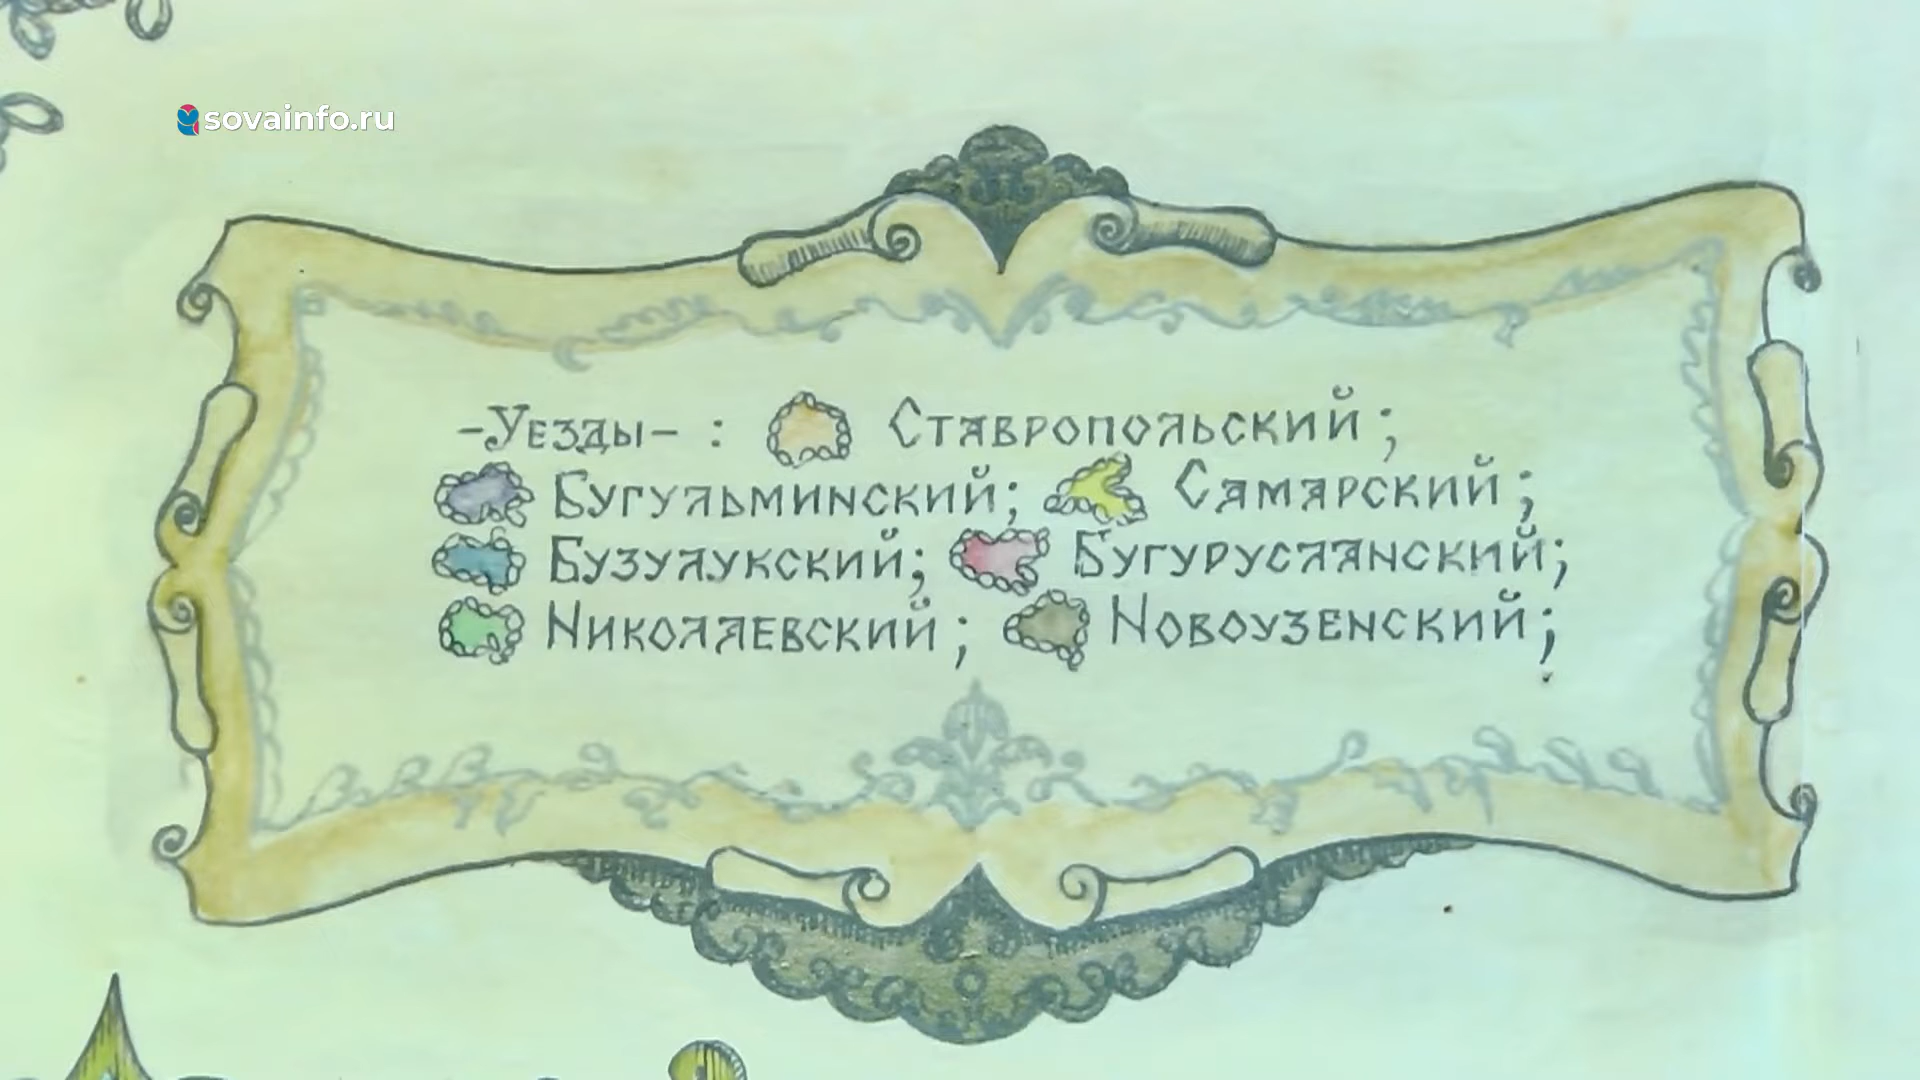 sovainfo.ru
-Уезды- : Ставропольский;
Бугульминский; Самарский;
Бузулукский; Бугурусланский;
Николаевский; Новоузенский;